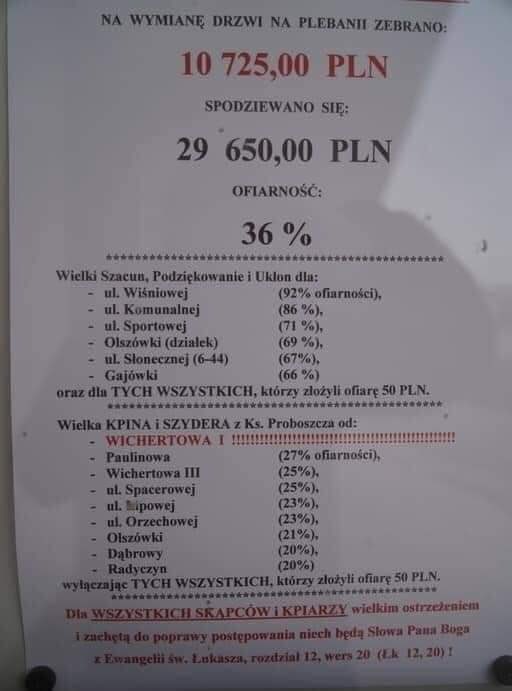 NA WYMIANĘ DRZWI NA PLEBANII ZEBRANO:
10 725,00 PLN
SPODZIEWANO SIĘ:
29 650,00 PLN
OFIARNOŚĆ:
36 %
************************************************
Wielki Szacun, Podziękowanie i Ukłon dla:
- ul. Wiśniowej (92% ofiarności),
- ul. Komunalnej (86 %),
- ul. Sportowej (71 %),
- Olszówki (działek) (69 %),
- ul. Słonecznej (6-44) (67%),
- Gajówki (66 %)
oraz dla TYCH WSZYSTKICH, którzy złożyli ofiarę 50 PLN.
************************************************
Wielka KPINA i SZYDERA z Ks. Proboszcza od:
- WICHERTOWA I !!!!!!!!!!!!!!!!!!!!!!!!!!!!!!!!!!!!!!!!!!!!!!!!
- Paulinowa (27% ofiarności),
- Wichertowa III (25%),
- ul. Spacerowej (25%),
- ul. Lipowej (23%),
- ul. Orzechowej (23%),
- Olszówki (21%),
- Dąbrowy (20%),
- Radyczyn (20%)
wyłączając TYCH WSZYSTKICH, którzy złożyli ofiarę 50 PLN.
************************************************
Dla WSZYSTKICH SKĄPCÓW i KPIARZY wielkim ostrzeżeniem
i zachętą do poprawy postępowania niech będą Słowa Pana Boga
z Ewangelii św. Łukasza, rozdział 12, wers 20 (Łk 12, 20) !